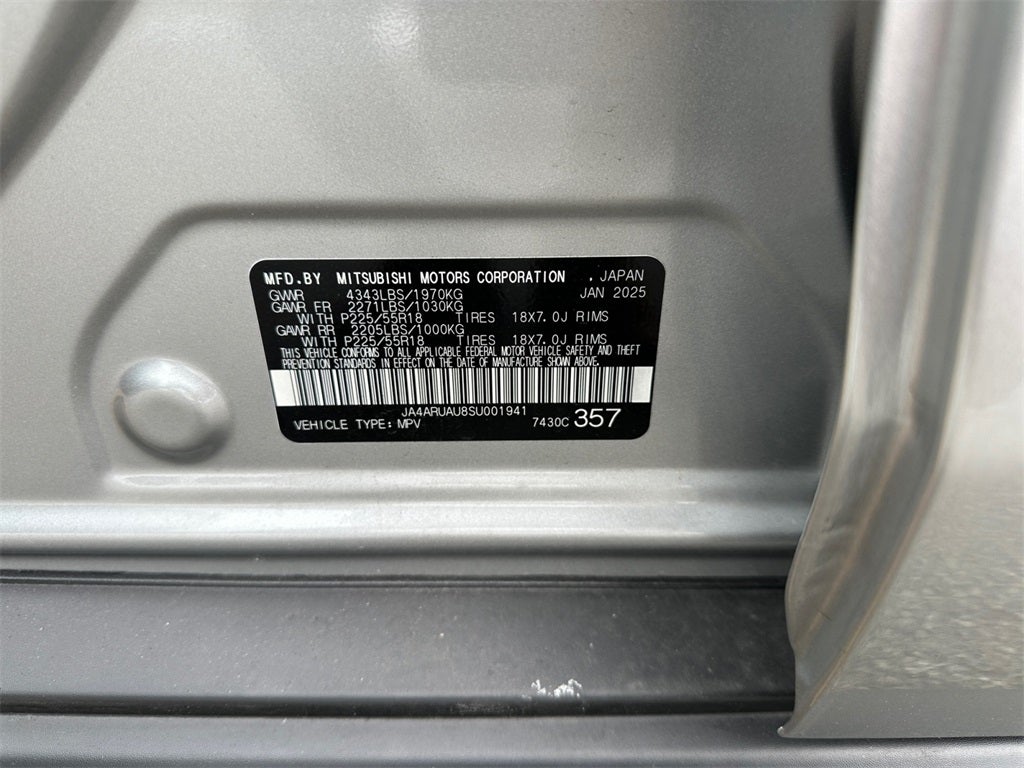 MFD.BY MITSUBISHI MOTORS CORPORATION , JAPAN
GVWR 4343LBS/1970KG JAN 2025
GAWR FR 2271LBS/1030KG
WITH P225/55R18 TIRES 18X7.0J RIMS
GAWR RR 2205LBS/1000KG
WITH P225/55R18 TIRES 18X7.0J RIMS
THIS VEHICLE CONFORMS TO ALL APPLICABLE FEDERAL MOTOR VEHICLE SAFETY AND THEFT
PREVENTION STANDARDS IN EFFECT ON THE DATE OF MANUFACTURE SHOWN ABOVE.
JA4ARUAU8SU001941
VEHICLE TYPE: MPV 7430C 357